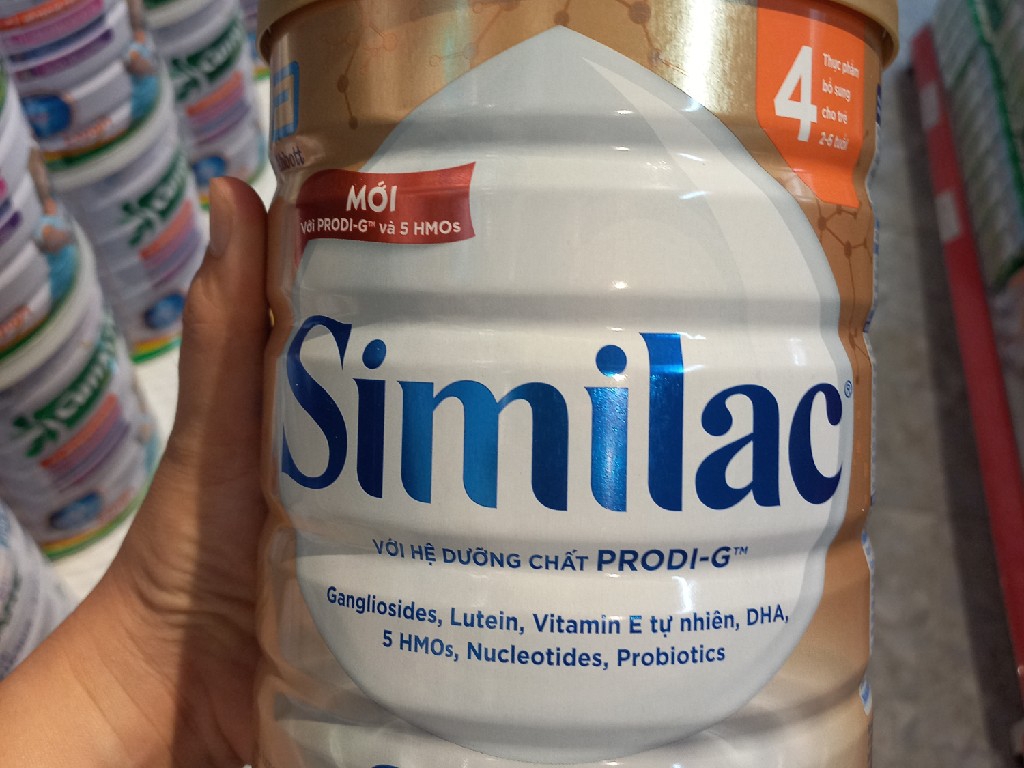 4
Thực phẩm
bổ sung
cho trẻ
2-6 tuổi
Abbott
MỚI
Với PRODI-G™ và 5 HMOs
Similac®
VỚI HỆ DƯỠNG CHẤT PRODI-G™
Gangliosides, Lutein, Vitamin E tự nhiên, DHA,
5 HMOs, Nucleotides, Probiotics